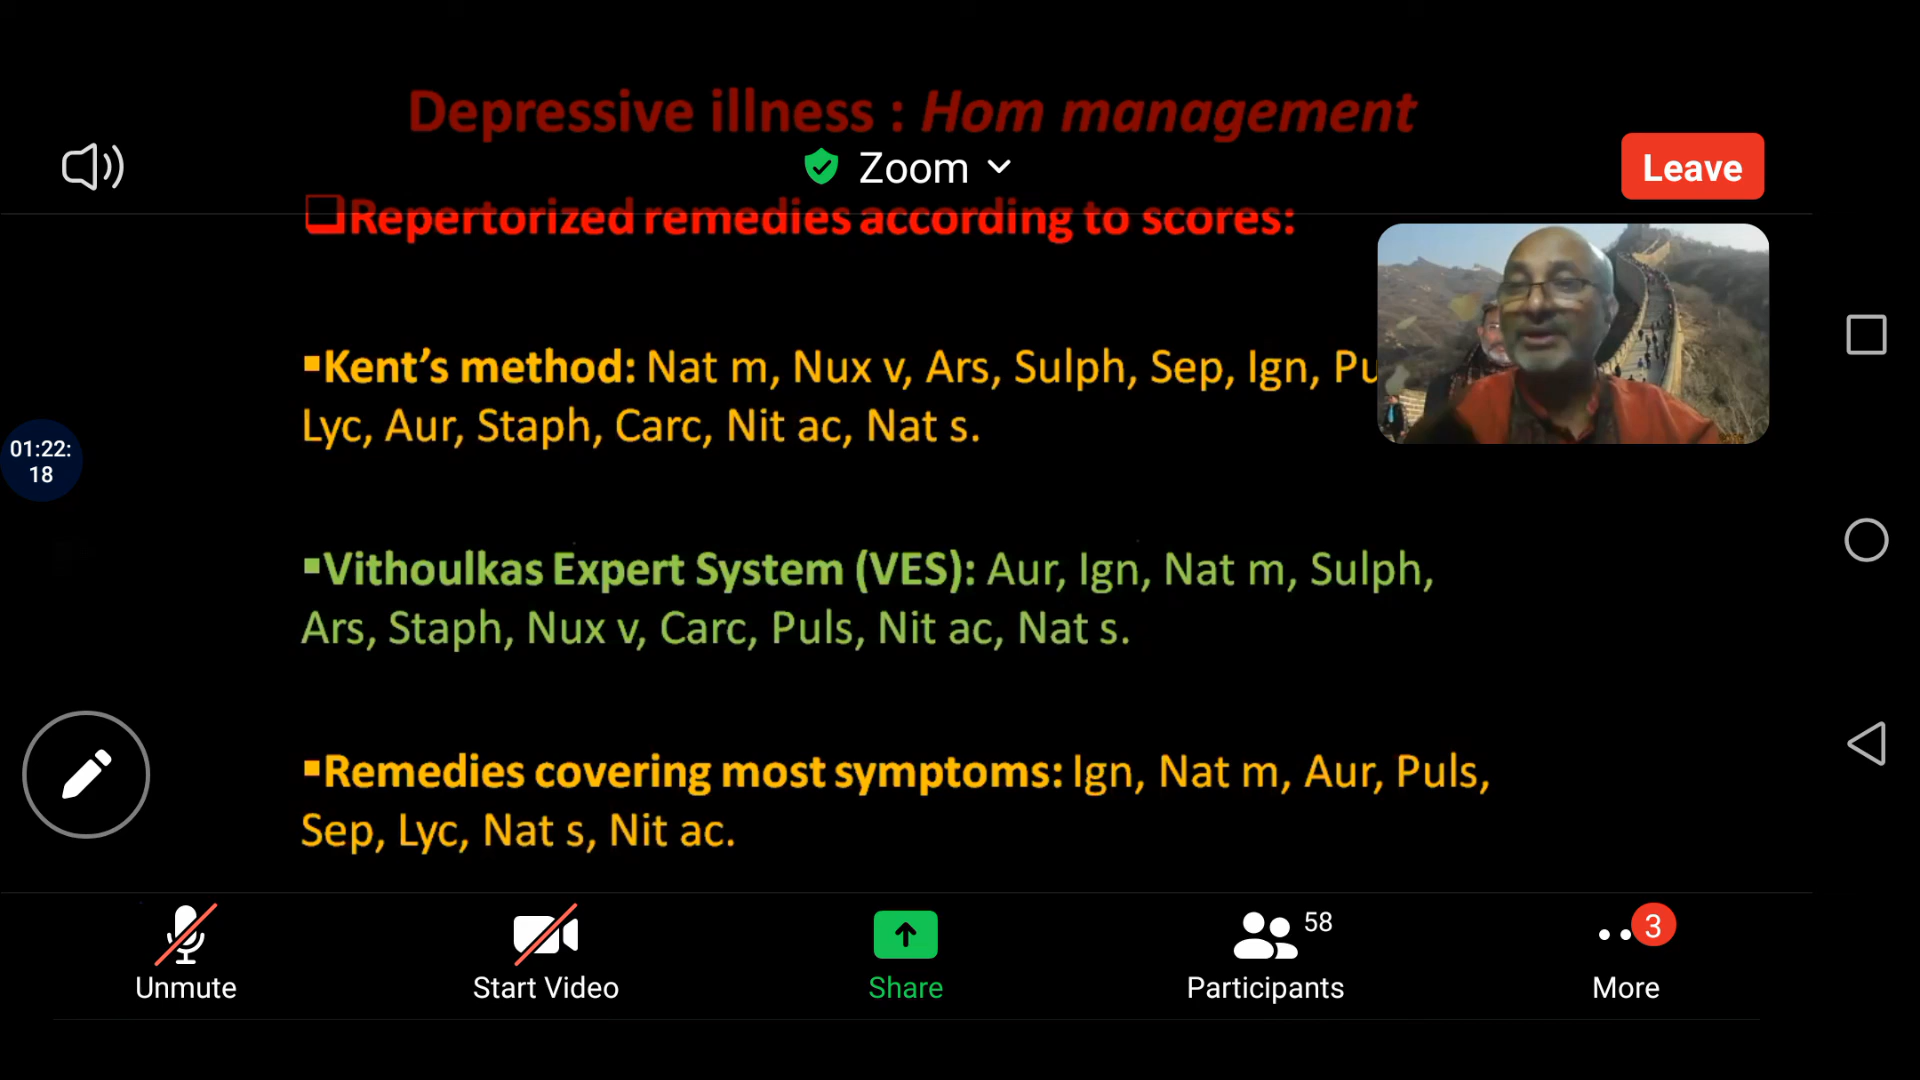 Depressive illness : Hom management
Zoom
Leave
❑Repertorized remedies according to scores:
▪Kent's method: Nat m, Nux v, Ars, Sulph, Sep, Ign, Pu
Lyc, Aur, Staph, Carc, Nit ac, Nat s.
01:22:
18
▪Vithoulkas Expert System (VES): Aur, Ign, Nat m, Sulph,
Ars, Staph, Nux v, Carc, Puls, Nit ac, Nat s.
▪Remedies covering most symptoms: Ign, Nat m, Aur, Puls,
Sep, Lyc, Nat s, Nit ac.
58
3
Unmute
Start Video
Share
Participants
More